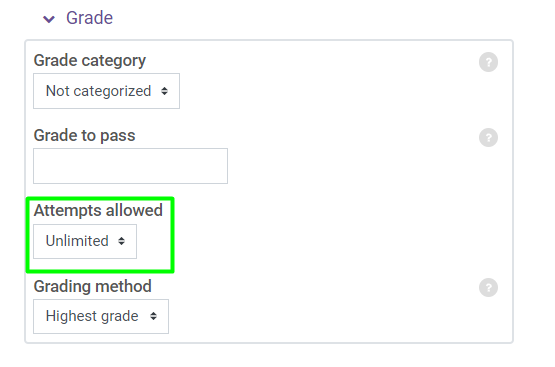 Grade
Grade category
?
Not categorized
Grade to pass
?
Attempts allowed
Unlimited
Grading method
?
Highest grade